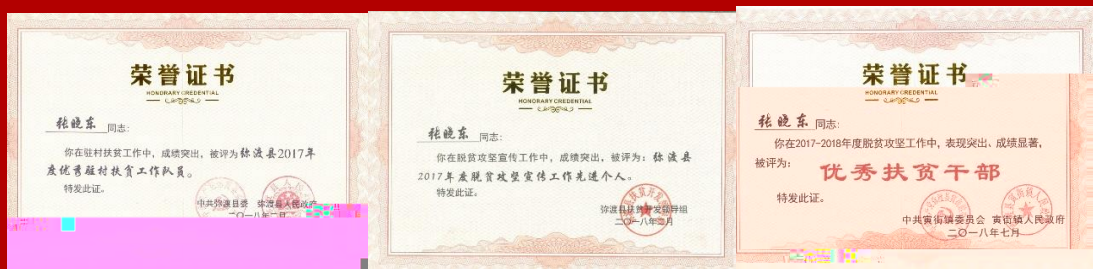 荣誉证书
HONORARY CREDENTIAL
张晓东 同志：
你在驻村扶贫工作中，成绩突出，被评为弥渡县2017年
度优秀驻村扶贫工作队员。
特发此证。
中共弥渡县委 弥渡县人民政府
二〇一八年二月
荣誉证书
HONORARY CREDENTIAL
张晓东 同志：
你在脱贫攻坚宣传工作中，成绩突出，被评为：弥渡县
2017年度脱贫攻坚宣传工作先进个人。
特发此证。
弥渡县扶贫开发领导组
二〇一八年二月
荣誉证书
HONORARY CREDENTIAL
张晓东 同志：
你在2017-2018年度脱贫攻坚工作中，表现突出、成绩显著，
被评为：优秀扶贫干部
特发此证。
中共寅街镇委员会 寅街镇人民政府
二〇一八年七月